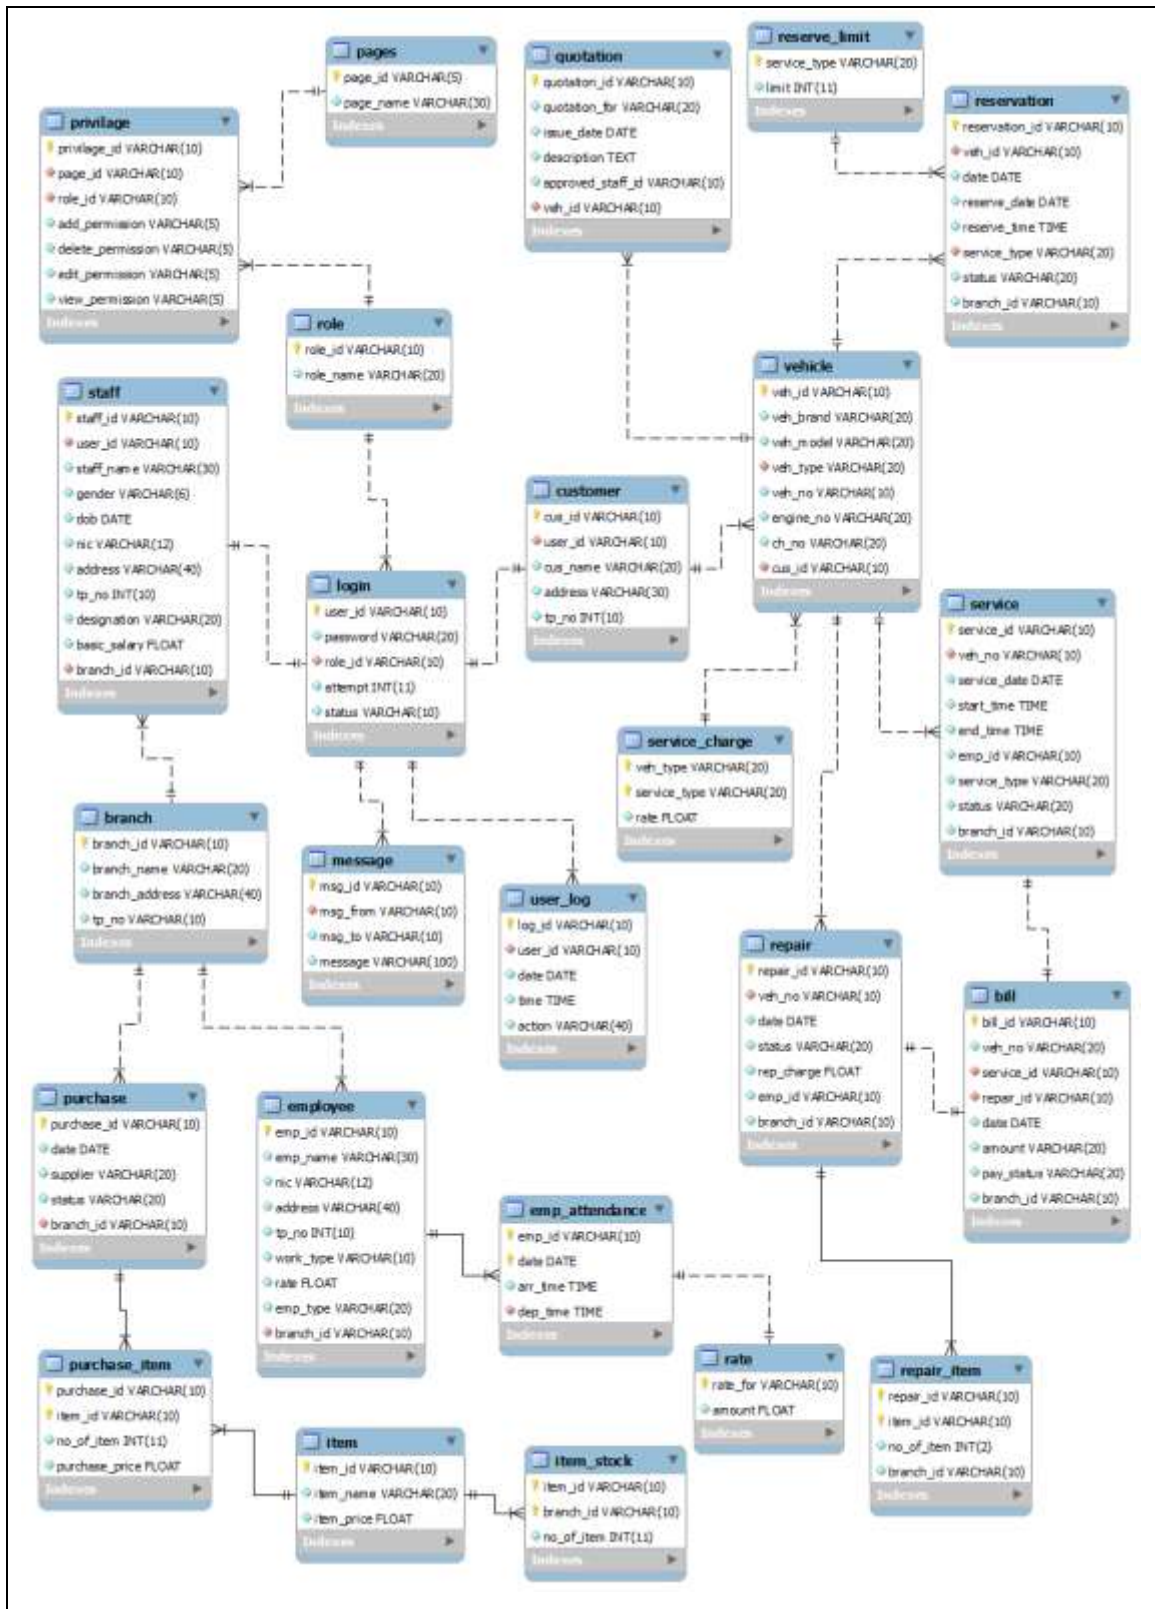 pages
page_id VARCHAR(5)
page_name VARCHAR(30)
Indexes
quotation
quotation_id VARCHAR(10)
quotation_for VARCHAR(20)
issue_date DATE
description TEXT
approved_staff_id VARCHAR(10)
veh_id VARCHAR(10)
Indexes
reserve_limit
service_type VARCHAR(20)
limit INT(11)
Indexes
reservation
reservation_id VARCHAR(10)
veh_id VARCHAR(10)
date DATE
reserve_date DATE
reserve_time TIME
service_type VARCHAR(20)
status VARCHAR(20)
branch_id VARCHAR(10)
Indexes
privilage
privilage_id VARCHAR(10)
page_id VARCHAR(10)
role_id VARCHAR(10)
add_permission VARCHAR(5)
delete_permission VARCHAR(5)
edit_permission VARCHAR(5)
view_permission VARCHAR(5)
Indexes
role
role_id VARCHAR(10)
role_name VARCHAR(20)
Indexes
vehicle
veh_id VARCHAR(10)
veh_brand VARCHAR(20)
veh_model VARCHAR(20)
veh_type VARCHAR(20)
veh_no VARCHAR(10)
engine_no VARCHAR(20)
ch_no VARCHAR(20)
cus_id VARCHAR(10)
Indexes
staff
staff_id VARCHAR(10)
user_id VARCHAR(10)
staff_name VARCHAR(30)
gender VARCHAR(6)
dob DATE
nic VARCHAR(12)
address VARCHAR(40)
tp_no INT(10)
designation VARCHAR(20)
basic_salary FLOAT
branch_id VARCHAR(10)
Indexes
customer
cus_id VARCHAR(10)
user_id VARCHAR(10)
cus_name VARCHAR(20)
address VARCHAR(30)
tp_no INT(10)
Indexes
login
user_id VARCHAR(10)
password VARCHAR(20)
role_id VARCHAR(10)
attempt INT(11)
status VARCHAR(10)
Indexes
service
service_id VARCHAR(10)
veh_no VARCHAR(10)
service_date DATE
start_time TIME
end_time TIME
emp_id VARCHAR(10)
service_type VARCHAR(20)
status VARCHAR(20)
branch_id VARCHAR(10)
Indexes
service_charge
veh_type VARCHAR(20)
service_type VARCHAR(20)
rate FLOAT
Indexes
branch
branch_id VARCHAR(10)
branch_name VARCHAR(20)
branch_address VARCHAR(40)
tp_no VARCHAR(10)
Indexes
message
msg_id VARCHAR(10)
msg_from VARCHAR(10)
msg_to VARCHAR(10)
message VARCHAR(100)
Indexes
user_log
log_id VARCHAR(10)
user_id VARCHAR(10)
date DATE
time TIME
action VARCHAR(40)
Indexes
repair
repair_id VARCHAR(10)
veh_no VARCHAR(10)
date DATE
status VARCHAR(20)
rep_charge FLOAT
emp_id VARCHAR(10)
branch_id VARCHAR(10)
Indexes
bill
bill_id VARCHAR(10)
veh_no VARCHAR(20)
service_id VARCHAR(10)
repair_id VARCHAR(10)
date DATE
amount VARCHAR(20)
pay_status VARCHAR(20)
branch_id VARCHAR(10)
Indexes
purchase
purchase_id VARCHAR(10)
date DATE
supplier VARCHAR(20)
status VARCHAR(20)
branch_id VARCHAR(10)
Indexes
employee
emp_id VARCHAR(10)
emp_name VARCHAR(30)
nic VARCHAR(12)
address VARCHAR(40)
tp_no INT(10)
work_type VARCHAR(10)
rate FLOAT
emp_type VARCHAR(20)
branch_id VARCHAR(10)
Indexes
emp_attendance
emp_id VARCHAR(10)
date DATE
arr_time TIME
dep_time TIME
Indexes
rate
rate_for VARCHAR(10)
amount FLOAT
Indexes
repair_item
repair_id VARCHAR(10)
item_id VARCHAR(10)
no_of_item INT(2)
branch_id VARCHAR(10)
Indexes
purchase_item
purchase_id VARCHAR(10)
item_id VARCHAR(10)
no_of_item INT(11)
purchase_price FLOAT
Indexes
item
item_id VARCHAR(10)
item_name VARCHAR(20)
item_price FLOAT
Indexes
item_stock
item_id VARCHAR(10)
branch_id VARCHAR(10)
no_of_item INT(11)
Indexes